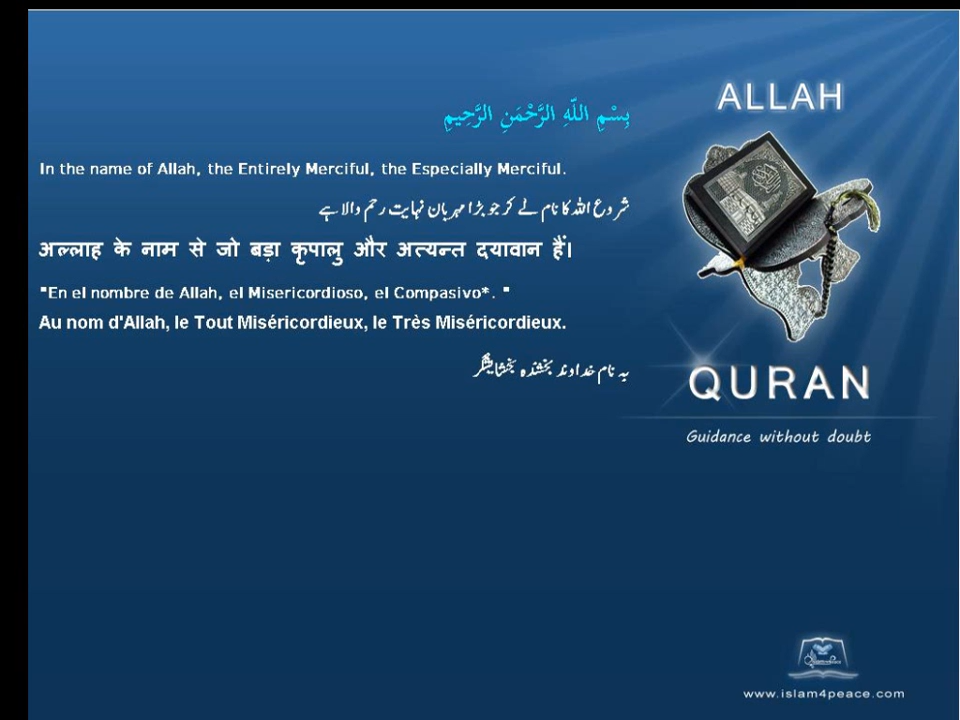 بِسْمِ اللّهِ الرَّحْمَنِ الرَّحِيمِ
In the name of Allah, the Entirely Merciful, the Especially Merciful.
شروع اللہ کا نام لے کر جو بڑا مہربان نہایت رحم والا ہے
अल्लाह के नाम से जो बड़ा कृपालु और अत्यन्त दयावान हैं।
"En el nombre de Allah, el Misericordioso, el Compasivo*. "
Au nom d'Allah, le Tout Miséricordieux, le Très Miséricordieux.
به نام خداوند بخشنده بخشایشگر
ALLAH
QURAN
Guidance without doubt
www.islam4peace.com